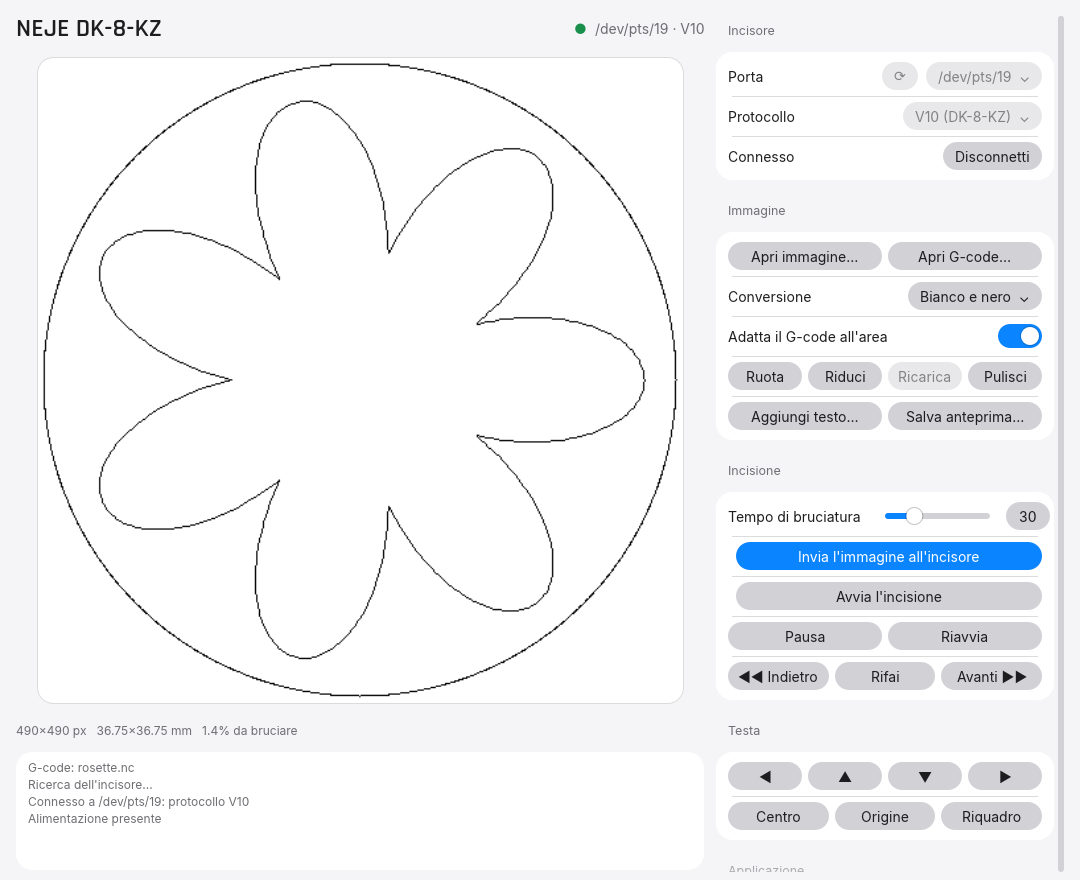 NEJE DK-8-KZ
/dev/pts/19 · V10
Incisore
Porta
⟳
/dev/pts/19
Protocollo
V10 (DK-8-KZ)
Connesso
Disconnetti
Immagine
Apri immagine...
Apri G-code...
Conversione
Bianco e nero
Adatta il G-code all'area
Ruota
Riduci
Ricarica
Pulisci
Aggiungi testo...
Salva anteprima...
Incisione
Tempo di bruciatura
30
Invia l'immagine all'incisore
Avvia l'incisione
Pausa
Riavvia
◀◀ Indietro
Rifai
Avanti ▶▶
490×490 px 36.75×36.75 mm 1.4% da bruciare
G-code: rosette.nc
Ricerca dell'incisore...
Connesso a /dev/pts/19: protocollo V10
Alimentazione presente
Testa
◀
▲
▼
▶
Centro
Origine
Riquadro
Applicazione